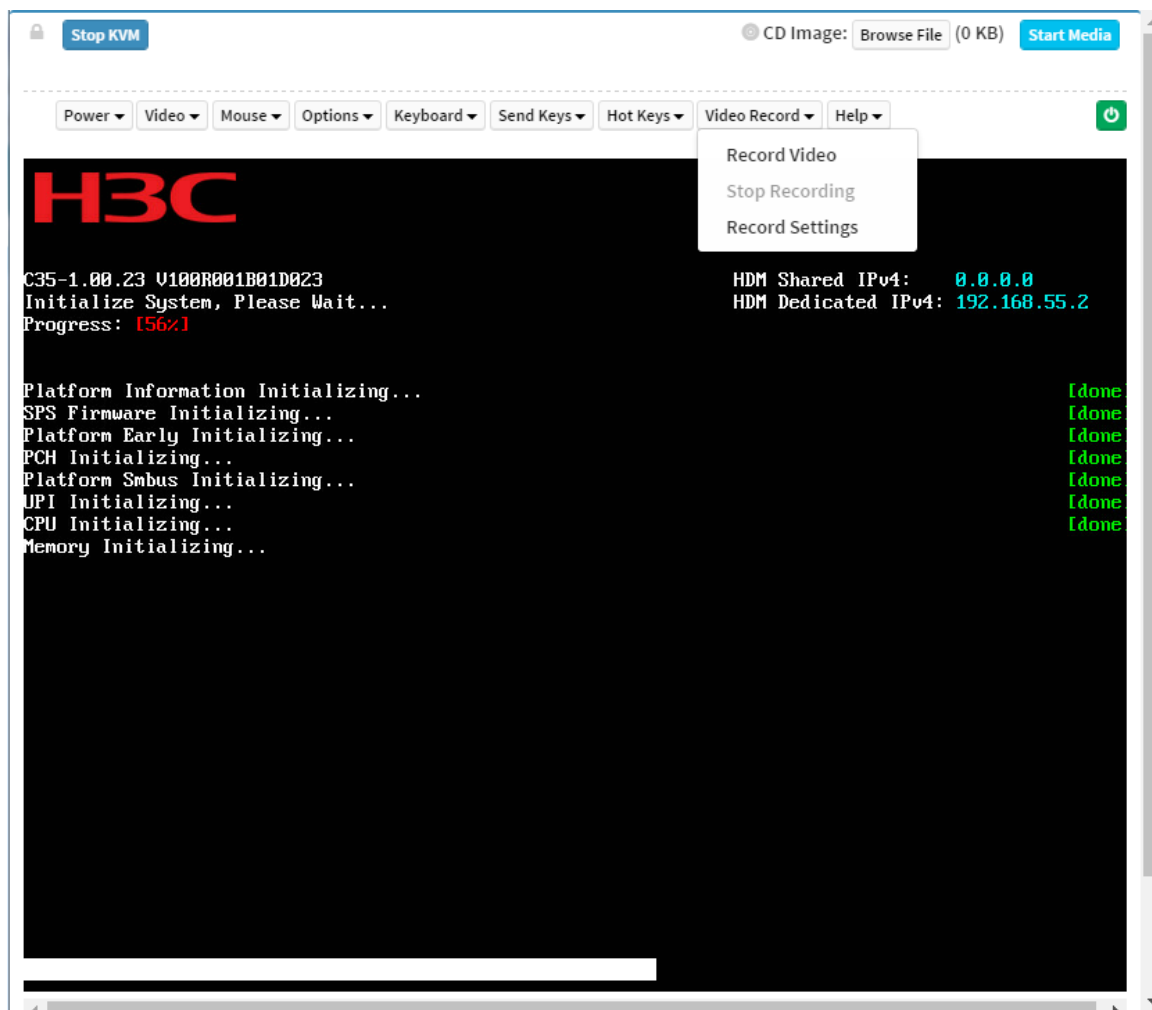 Stop KVM CD Image: Browse File (0 KB) Start Media
Power Video Mouse Options Keyboard Send Keys Hot Keys Video Record Help
Record Video
Stop Recording
Record Settings
H3C
C35-1.00.23 V100R001B01D023 HDM Shared IPv4: 0.0.0.0
Initialize System, Please Wait... HDM Dedicated IPv4: 192.168.55.2
Progress: [56%]
Platform Information Initializing... [done]
SPS Firmware Initializing... [done]
Platform Early Initializing... [done]
PCH Initializing... [done]
Platform Smbus Initializing... [done]
UPI Initializing... [done]
CPU Initializing... [done]
Memory Initializing...